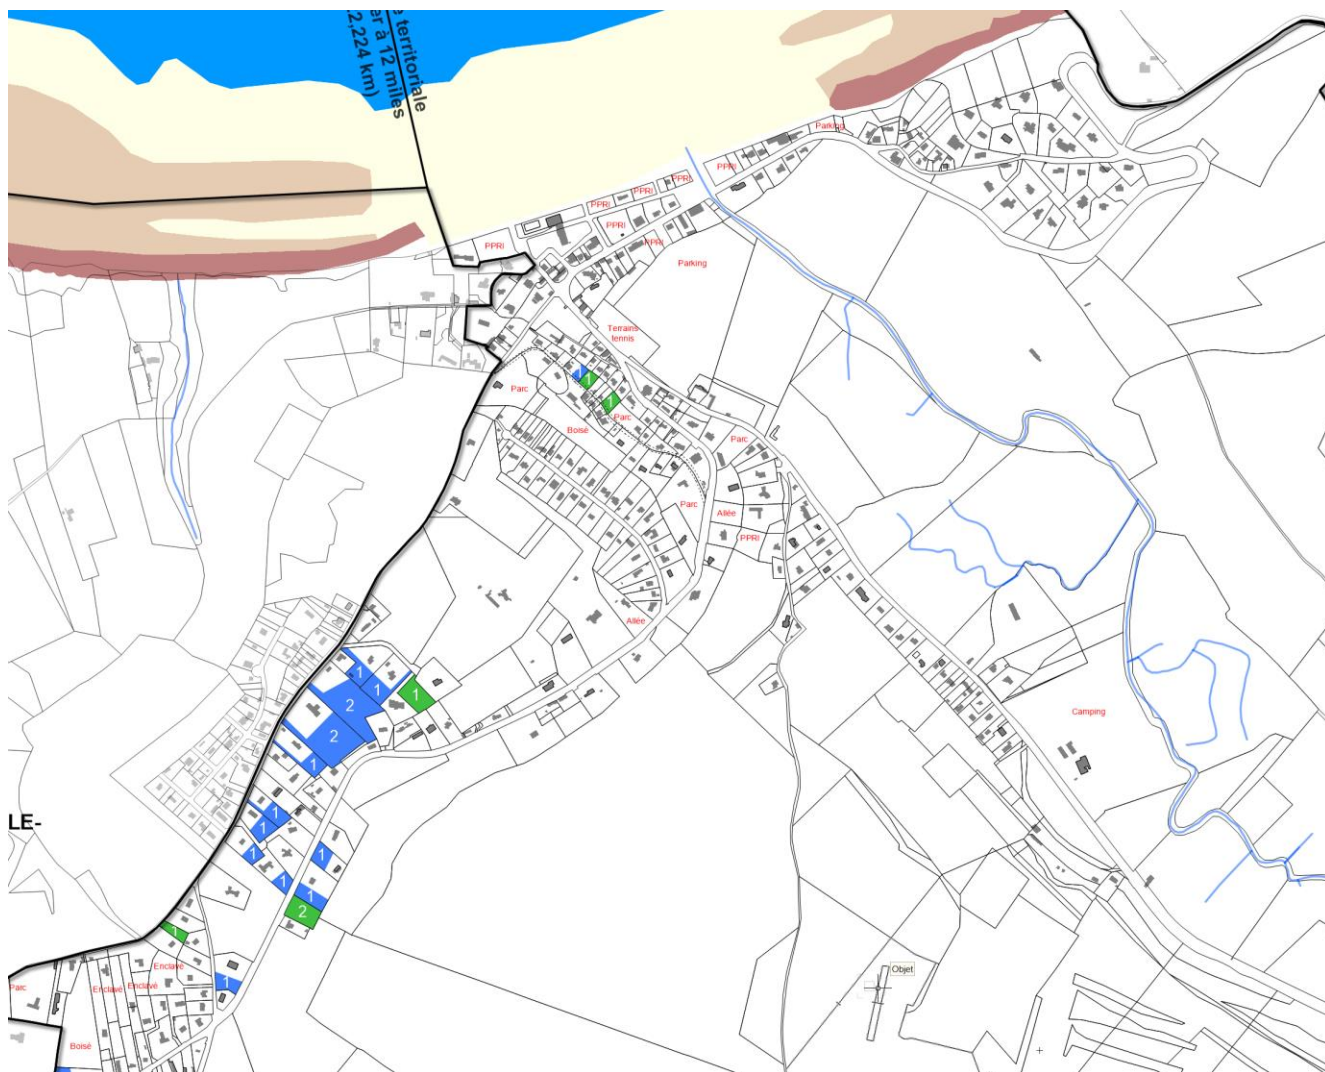 e territoriale
er à 12 miles
2,224 km)
Parking
PPRI
PPRI
PPRI
PPRI
PPRI
PPRI
PPRI
Parking
Terrains
tennis
1
1
Parc
1
Parc
Boisé
Parc
Parc
Allée
PPRI
Allée
1
1
1
2
2
1
Camping
1
1
LE-
1
1
1
1
2
1
Enclavé
Objet
Parc
Enclavé
Enclavé
1
Boisé